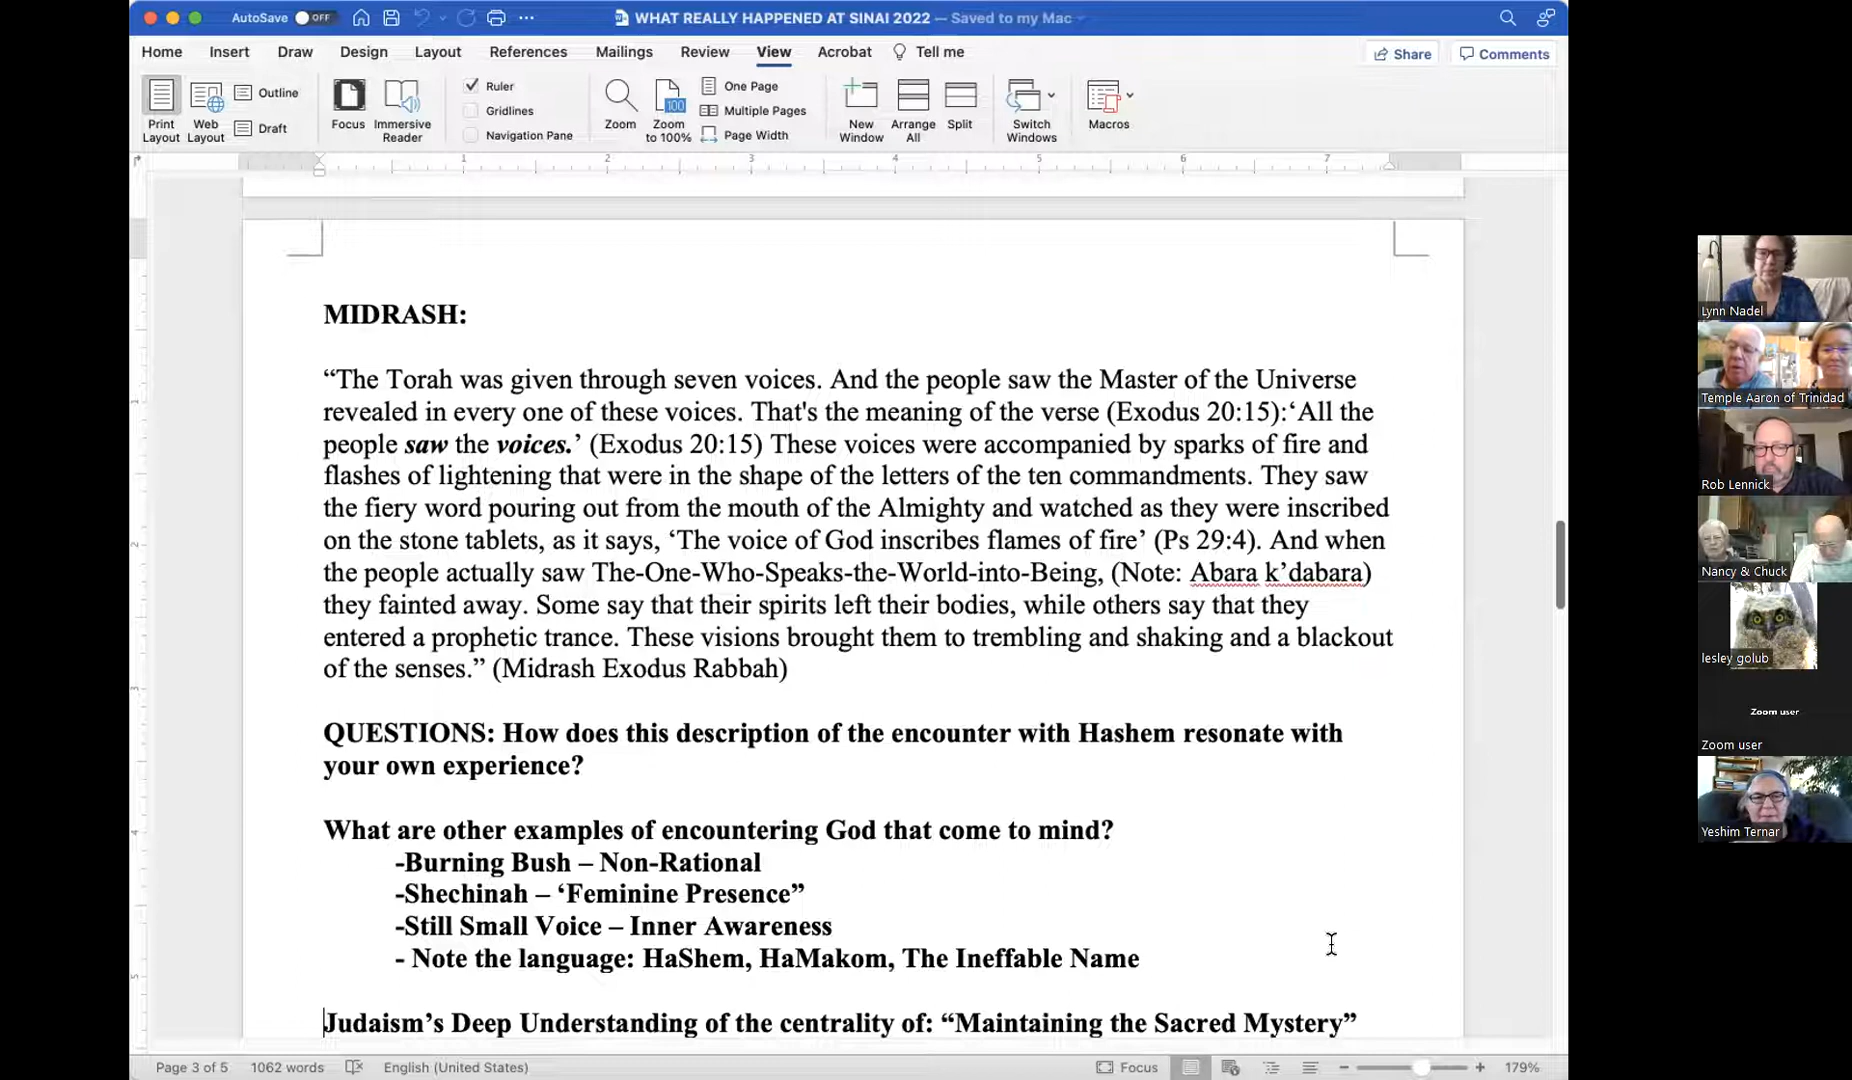 AutoSave OFF
WHAT REALLY HAPPENED AT SINAI 2022 — Saved to my Mac
Home Insert Draw Design Layout References Mailings Review View Acrobat Tell me
Share Comments
Print Layout
Web Layout
Outline
Draft
Focus
Immersive Reader
Ruler
Gridlines
Navigation Pane
Zoom
100
Zoom to 100%
One Page
Multiple Pages
Page Width
New Window
Arrange All
Split
Switch Windows
Macros
1 2 3 4 5 6 7
1
2
3
4
5
MIDRASH:
“The Torah was given through seven voices. And the people saw the Master of the Universe
revealed in every one of these voices. That's the meaning of the verse (Exodus 20:15):‘All the
people saw the voices.’ (Exodus 20:15) These voices were accompanied by sparks of fire and
flashes of lightening that were in the shape of the letters of the ten commandments. They saw
the fiery word pouring out from the mouth of the Almighty and watched as they were inscribed
on the stone tablets, as it says, ‘The voice of God inscribes flames of fire’ (Ps 29:4). And when
the people actually saw The-One-Who-Speaks-the-World-into-Being, (Note: Abara k’dabara)
they fainted away. Some say that their spirits left their bodies, while others say that they
entered a prophetic trance. These visions brought them to trembling and shaking and a blackout
of the senses.” (Midrash Exodus Rabbah)
QUESTIONS: How does this description of the encounter with Hashem resonate with
your own experience?
What are other examples of encountering God that come to mind?
-Burning Bush – Non-Rational
-Shechinah – ‘Feminine Presence”
-Still Small Voice – Inner Awareness
- Note the language: HaShem, HaMakom, The Ineffable Name
Judaism’s Deep Understanding of the centrality of: “Maintaining the Sacred Mystery”
Page 3 of 5 1062 words English (United States) Focus 179%
Lynn Nadel
Temple Aaron of Trinidad
Rob Lennick
Nancy & Chuck
lesley golub
Zoom user
Zoom user
Yeshim Ternar